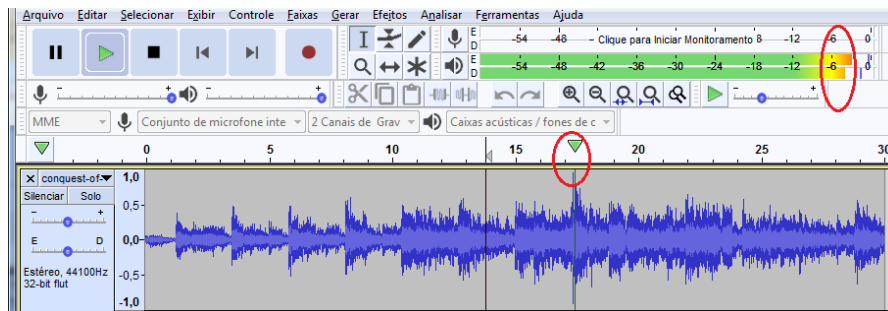 Arquivo Editar Selecionar Exibir Controle Faixas Gerar Efeitos Analisar Ferramentas Ajuda
E D -54 -48 - Clique para Iniciar Monitoramento 8 -12 -6 0
E D -54 -48 -42 -36 -30 -24 -18 -12 -6 0
- + - + - +
MME Conjunto de microfone inte 2 Canais de Grav Caixas acústicas / fones de c
0 5 10 15 20 25 30
X conquest-of- 1,0
Silenciar Solo
- + 0,5
E D 0,0
Estéreo, 44100Hz -0,5
32-bit flut
-1,0